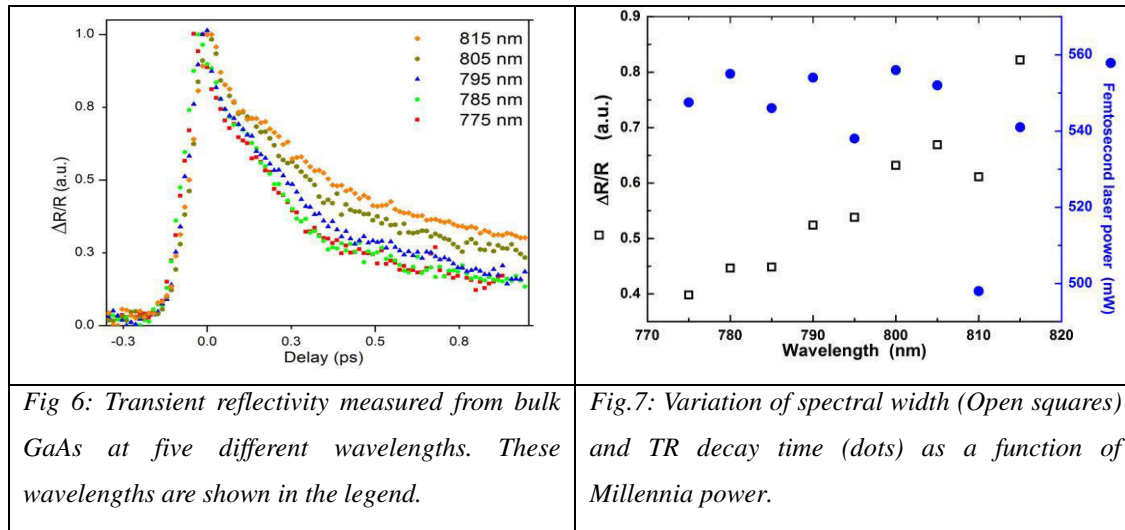 1.0
0.8
0.5
0.3
0.0
ΔR/R (a.u.)
-0.3 0.0 0.3 0.5 0.8
Delay (ps)
815 nm
805 nm
795 nm
785 nm
775 nm
0.9
0.8
0.7
0.6
0.5
0.4
ΔR/R (a.u.)
770 780 790 800 810 820
Wavelength (nm)
560
540
520
500
Femtosecond laser power (mW)
Fig 6: Transient reflectivity measured from bulk
GaAs at five different wavelengths. These
wavelengths are shown in the legend.
Fig.7: Variation of spectral width (Open squares)
and TR decay time (dots) as a function of
Millennia power.